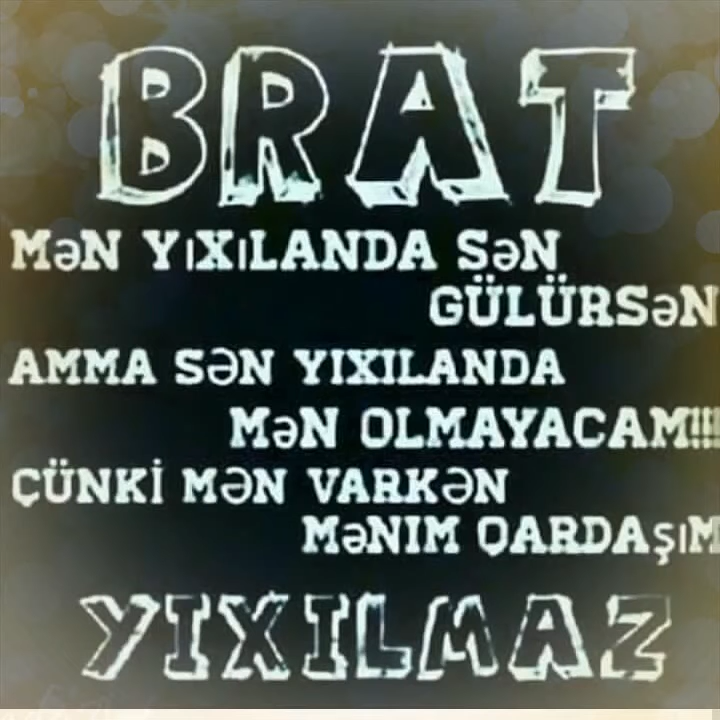 BRAT
MəN YıXıLANDA SəN
GÜLÜRSəN
AMMA SƏN YIXILANDA
MəN OLMAYACAM!!!
ÇÜNKİ MƏN VARKƏN
MəNIM QARDAŞıM
YIXILMAZ